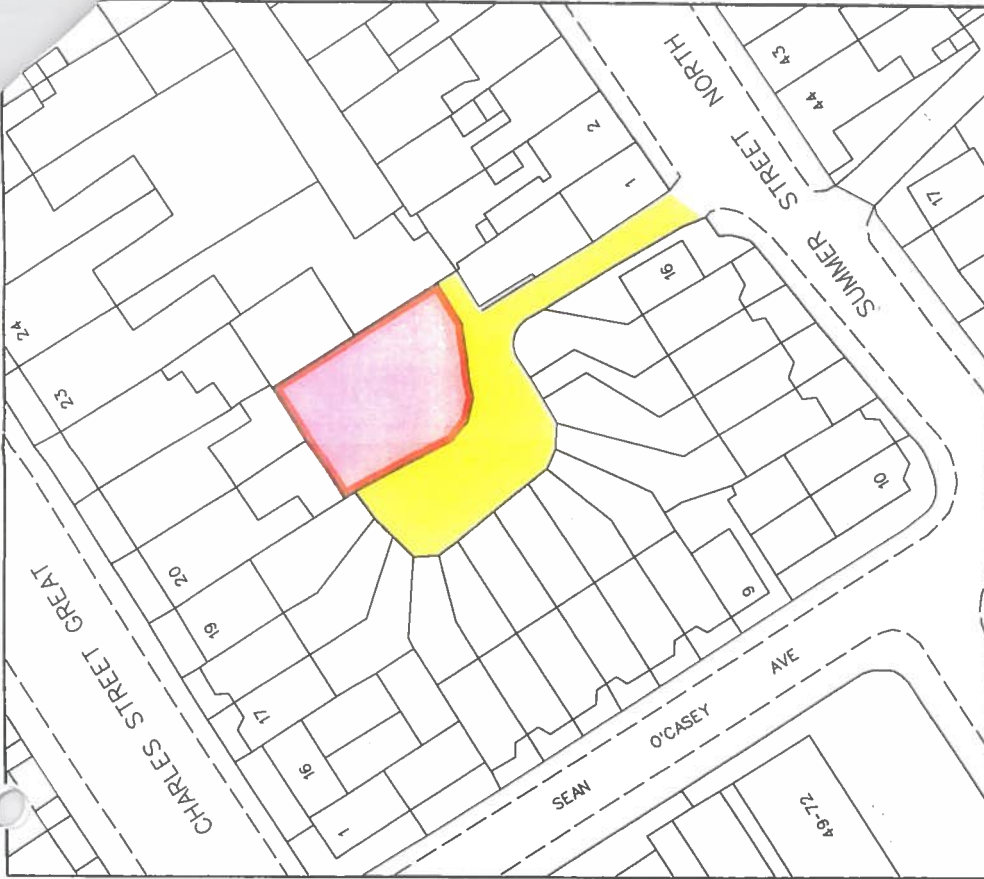 NORTH
STREET
SUMMER
43
44
17
2
1
16
24
23
20
19
17
16
1
10
9
CHARLES STREET GREAT
SEAN
O'CASEY
AVE
49-72